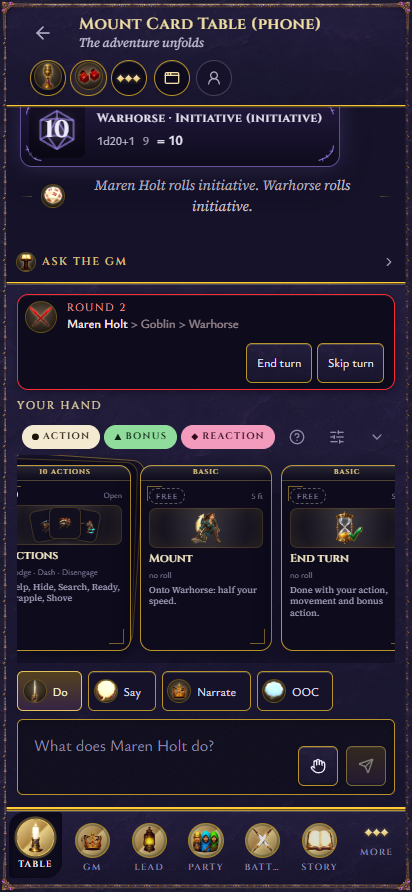 MOUNT CARD TABLE (PHONE)
The adventure unfolds
10
WARHORSE · INITIATIVE (INITIATIVE)
1d20+1 9 = 10
Maren Holt rolls initiative. Warhorse rolls
initiative.
ASK THE GM
ROUND 2
Maren Holt > Goblin > Warhorse
End turn
Skip turn
YOUR HAND
ACTION
BONUS
REACTION
10 ACTIONS
Open
CTIONS
odge - Dash - Disengage
elp, Hide, Search, Ready,
rapple, Shove
BASIC
FREE
5 ft
MOUNT
no roll
Onto Warhorse: half your
speed.
BASIC
FREE
5
END TURN
no roll
Done with your action,
movement and bonus
action.
Do
Say
Narrate
OOC
What does Maren Holt do?
TABLE
GM
LEAD
PARTY
BATT...
STORY
MORE